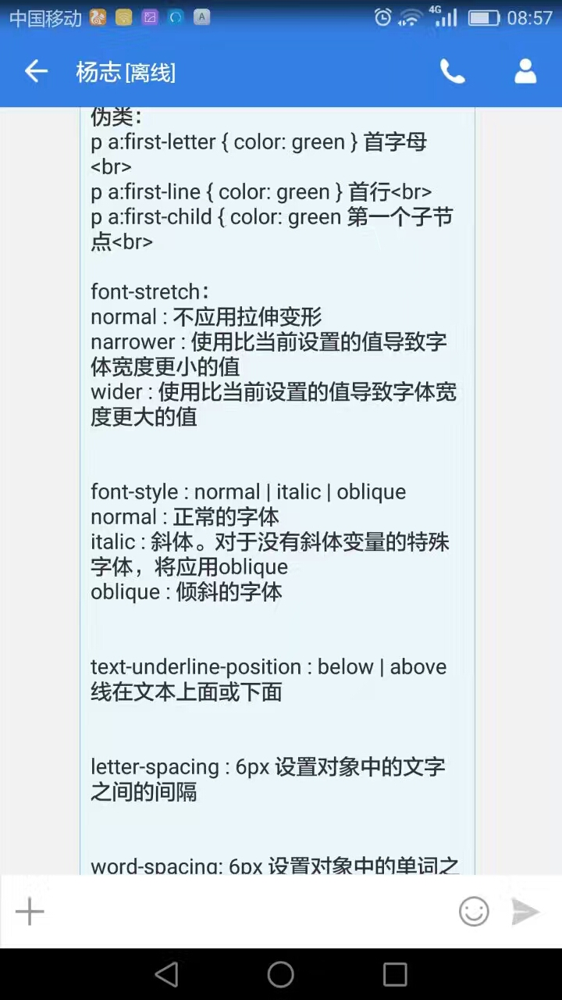 中国移动 A 4G 08:57
杨志[离线]
伪类：
p a:first-letter { color: green } 首字母
<br>
p a:first-line { color: green } 首行<br>
p a:first-child { color: green 第一个子节
点<br>
font-stretch：
normal : 不应用拉伸变形
narrower : 使用比当前设置的值导致字
体宽度更小的值
wider : 使用比当前设置的值导致字体宽
度更大的值
font-style : normal | italic | oblique
normal : 正常的字体
italic : 斜体。对于没有斜体变量的特殊
字体，将应用oblique
oblique : 倾斜的字体
text-underline-position : below | above
线在文本上面或下面
letter-spacing : 6px 设置对象中的文字
之间的间隔
word-spacing: 6px 设置对象中的单词之